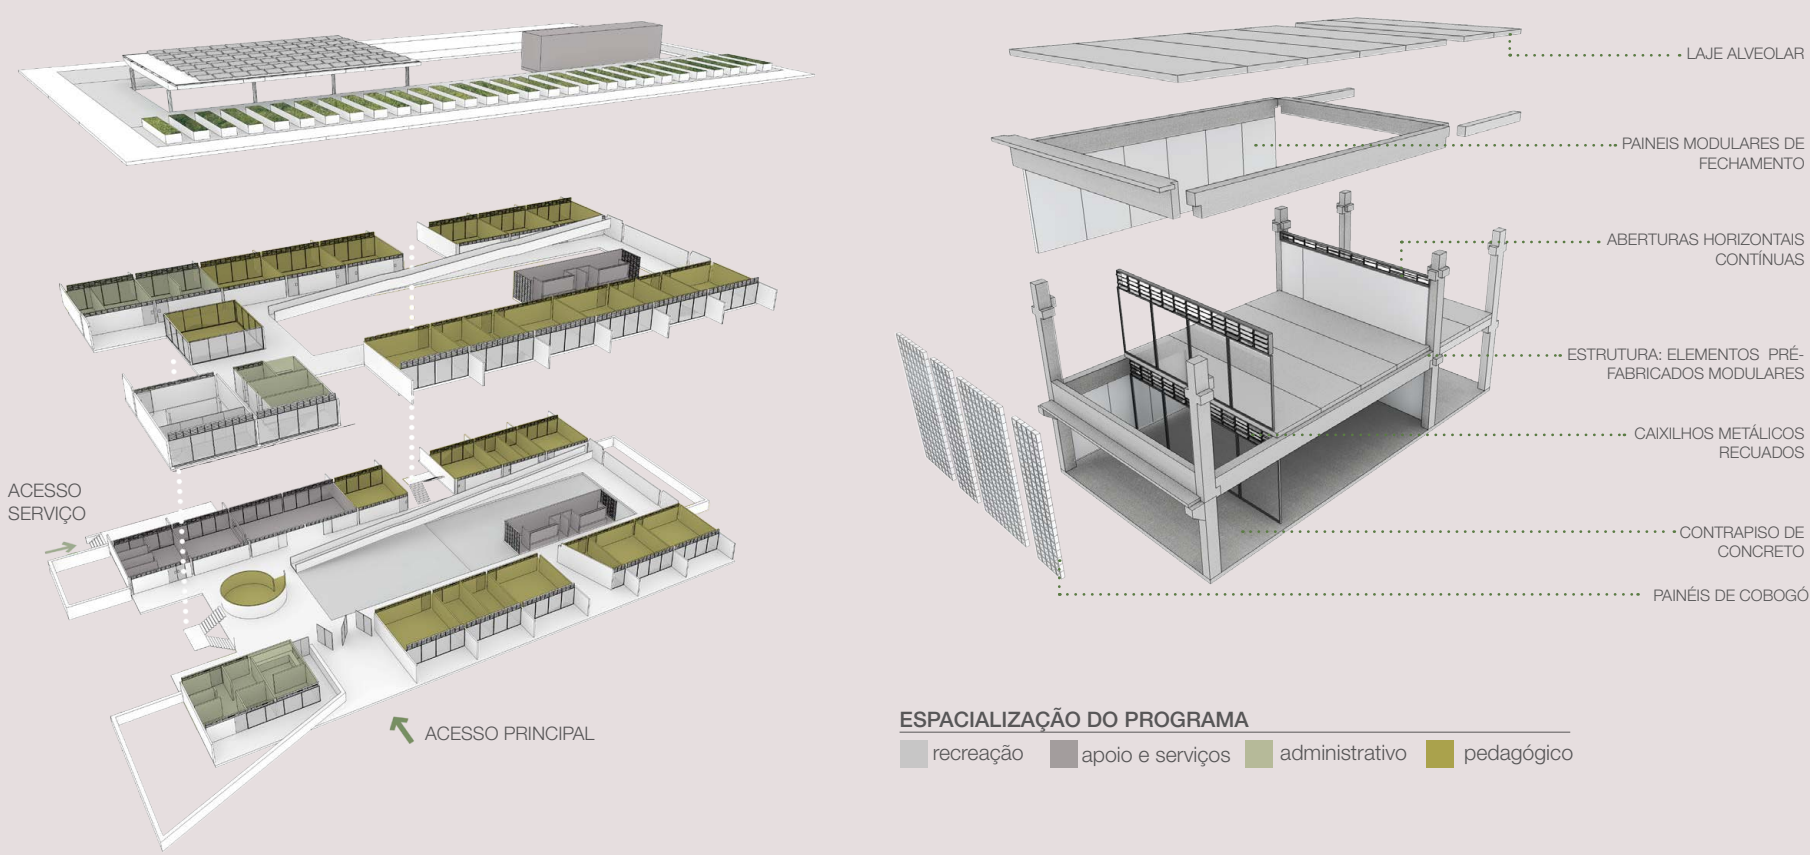 LAJE ALVEOLAR
PAINEIS MODULARES DE
FECHAMENTO
ABERTURAS HORIZONTAIS
CONTÍNUAS
ESTRUTURA: ELEMENTOS PRÉ-
FABRICADOS MODULARES
CAIXILHOS METÁLICOS
RECUADOS
CONTRAPISO DE
CONCRETO
PAINÉIS DE COBOGÓ
ACESSO
SERVIÇO
ACESSO PRINCIPAL
ESPACIALIZAÇÃO DO PROGRAMA
recreação apoio e serviços administrativo pedagógico